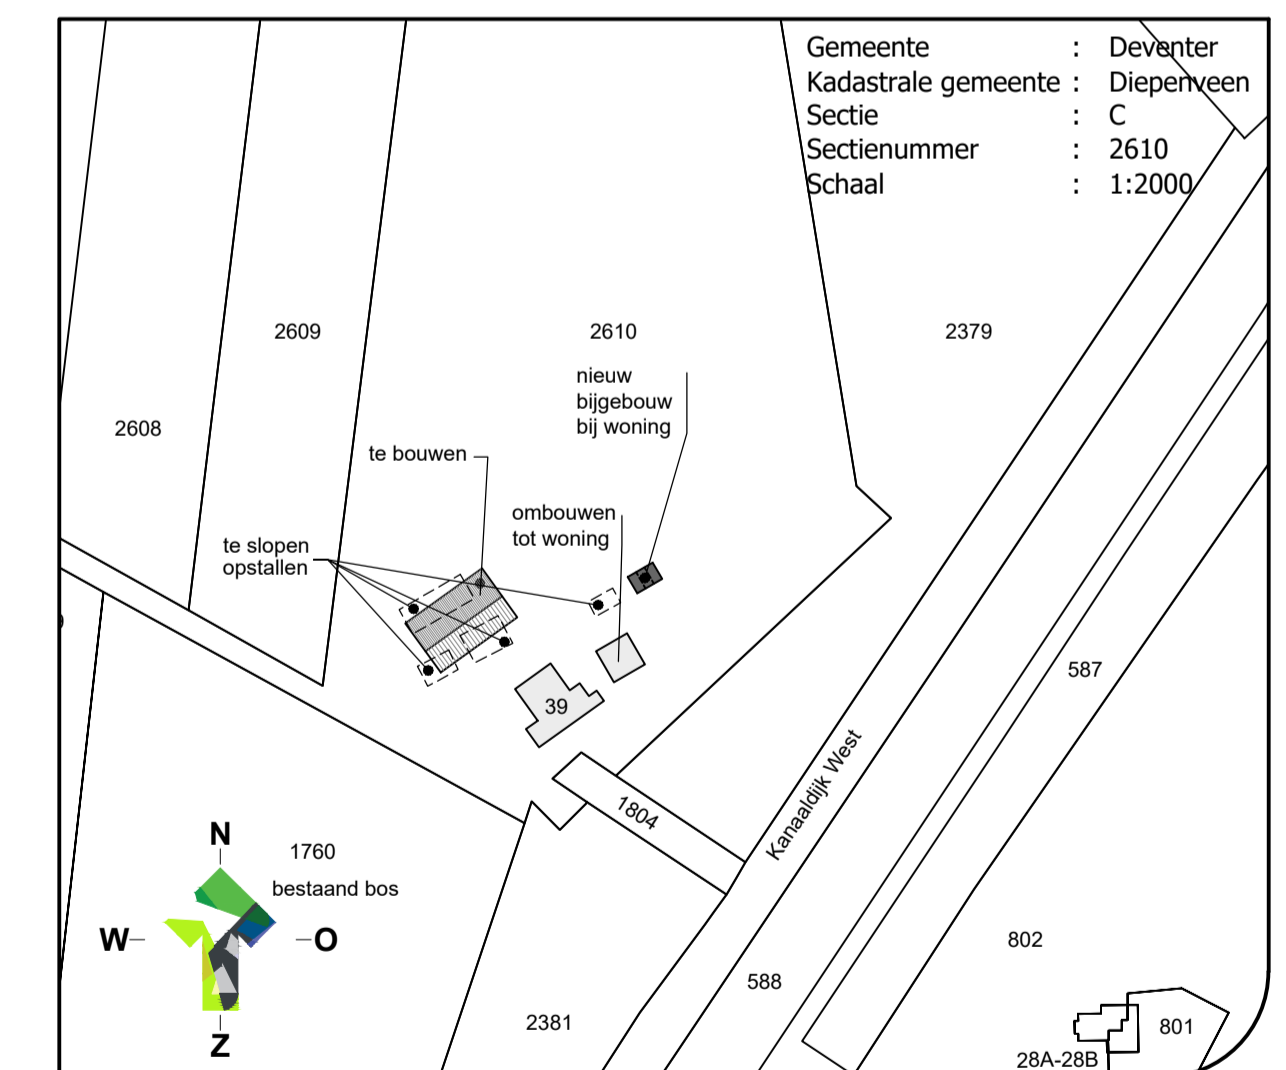 Gemeente : Deventer
Kadastrale gemeente : Diepenveen
Sectie : C
Sectienummer : 2610
Schaal : 1:2000
2609
2610
2379
nieuw
bijgebouw
bij woning
2608
te bouwen
ombouwen
tot woning
te slopen
opstallen
587
39
Kanaaldijk West
1804
N
1760
bestaand bos
W
O
802
588
2381
801
Z
28A-28B